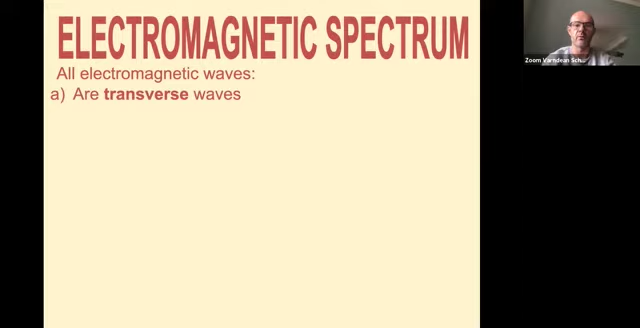 ELECTROMAGNETIC SPECTRUM
All electromagnetic waves:
a) Are transverse waves
Zoom Varndean Sch...